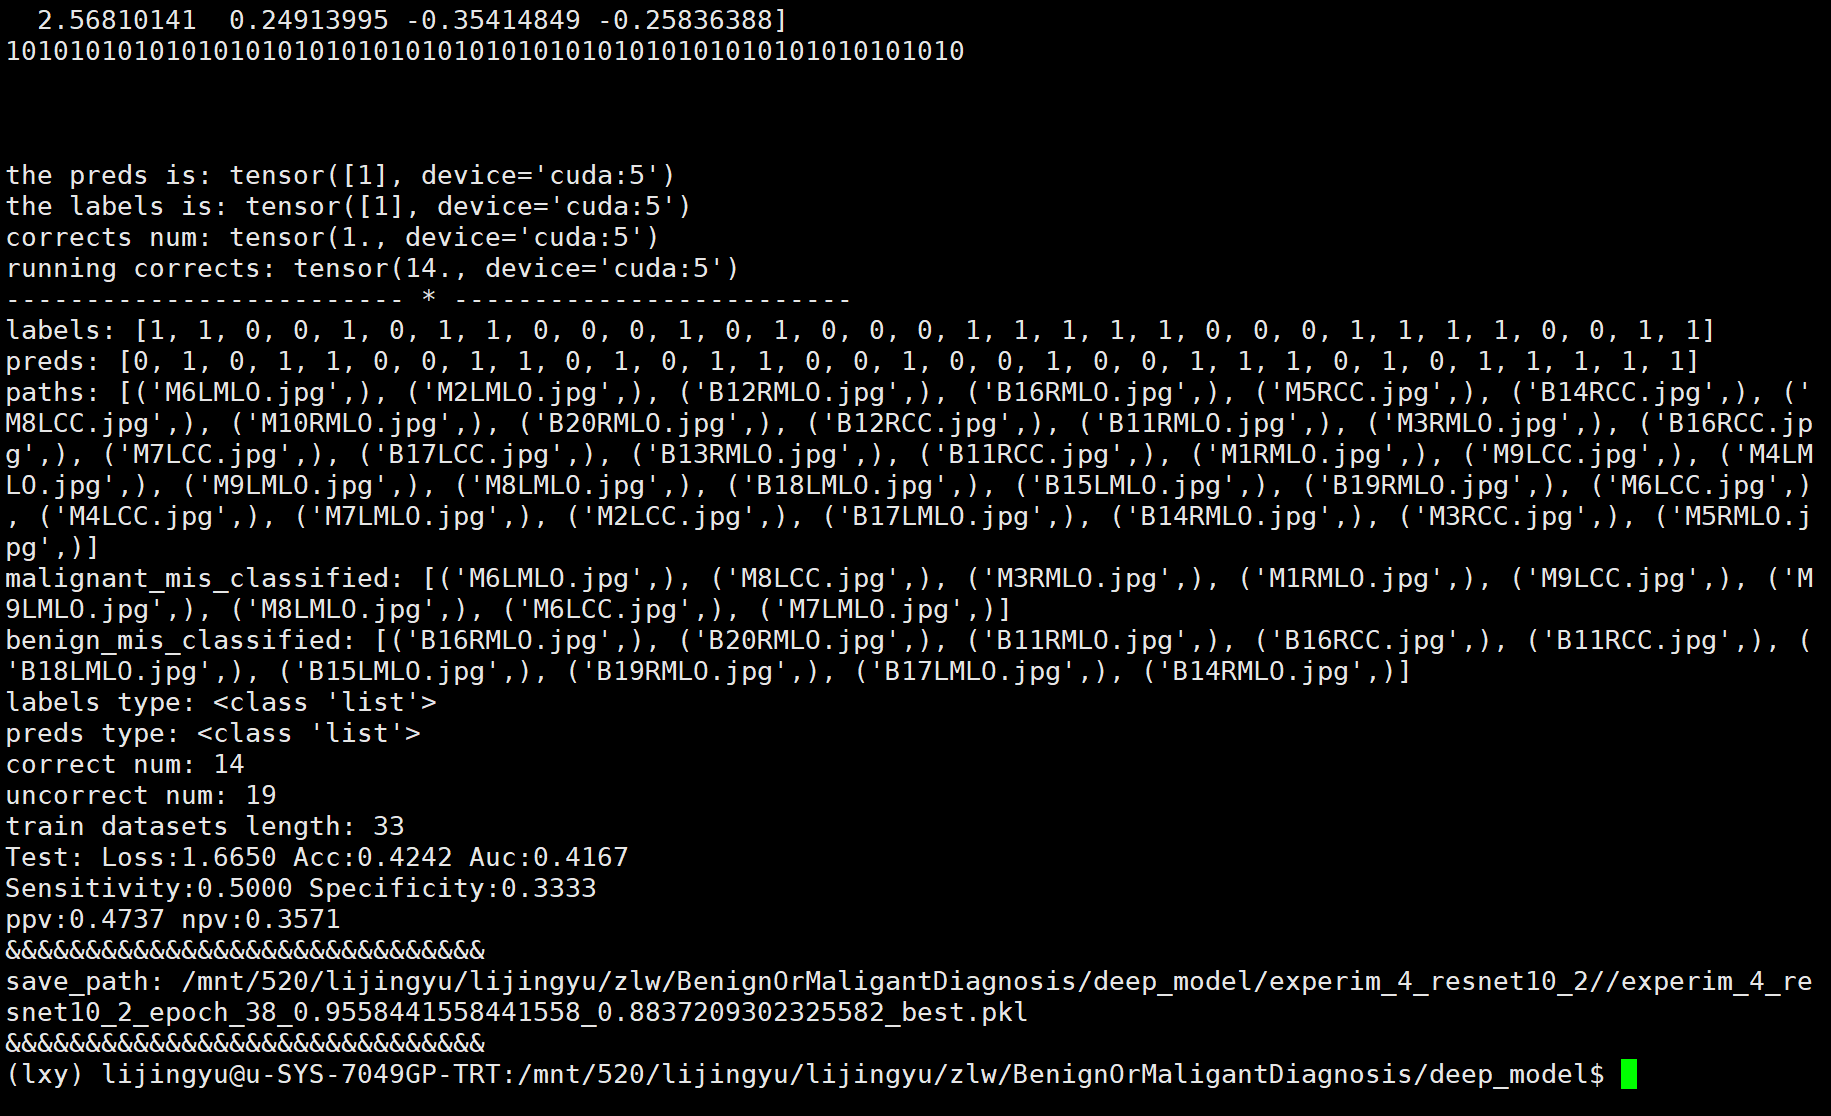 2.56810141  0.24913995 -0.35414849 -0.25836388]
101010101010101010101010101010101010101010101010101010101010
the preds is: tensor([1], device='cuda:5')
the labels is: tensor([1], device='cuda:5')
corrects num: tensor(1., device='cuda:5')
running corrects: tensor(14., device='cuda:5')
------------------------- * -------------------------
labels: [1, 1, 0, 0, 1, 0, 1, 1, 0, 0, 0, 1, 0, 1, 0, 0, 0, 1, 1, 1, 1, 1, 0, 0, 0, 1, 1, 1, 1, 0, 0, 1, 1]
preds: [0, 1, 0, 1, 1, 0, 0, 1, 1, 0, 1, 0, 1, 1, 0, 0, 1, 0, 0, 1, 0, 0, 1, 1, 1, 0, 1, 0, 1, 1, 1, 1, 1]
paths: [('M6LMLO.jpg',), ('M2LMLO.jpg',), ('B12RMLO.jpg',), ('B16RMLO.jpg',), ('M5RCC.jpg',), ('B14RCC.jpg',), ('
M8LCC.jpg',), ('M10RMLO.jpg',), ('B20RMLO.jpg',), ('B12RCC.jpg',), ('B11RMLO.jpg',), ('M3RMLO.jpg',), ('B16RCC.jp
g',), ('M7LCC.jpg',), ('B17LCC.jpg',), ('B13RMLO.jpg',), ('B11RCC.jpg',), ('M1RMLO.jpg',), ('M9LCC.jpg',), ('M4LM
LO.jpg',), ('M9LMLO.jpg',), ('M8LMLO.jpg',), ('B18LMLO.jpg',), ('B15LMLO.jpg',), ('B19RMLO.jpg',), ('M6LCC.jpg',)
, ('M4LCC.jpg',), ('M7LMLO.jpg',), ('M2LCC.jpg',), ('B17LMLO.jpg',), ('B14RMLO.jpg',), ('M3RCC.jpg',), ('M5RMLO.j
pg',)]
malignant_mis_classified: [('M6LMLO.jpg',), ('M8LCC.jpg',), ('M3RMLO.jpg',), ('M1RMLO.jpg',), ('M9LCC.jpg',), ('M
9LMLO.jpg',), ('M8LMLO.jpg',), ('M6LCC.jpg',), ('M7LMLO.jpg',)]
benign_mis_classified: [('B16RMLO.jpg',), ('B20RMLO.jpg',), ('B11RMLO.jpg',), ('B16RCC.jpg',), ('B11RCC.jpg',), (
'B18LMLO.jpg',), ('B15LMLO.jpg',), ('B19RMLO.jpg',), ('B17LMLO.jpg',), ('B14RMLO.jpg',)]
labels type: <class 'list'>
preds type: <class 'list'>
correct num: 14
uncorrect num: 19
train datasets length: 33
Test: Loss:1.6650 Acc:0.4242 Auc:0.4167
Sensitivity:0.5000 Specificity:0.3333
ppv:0.4737 npv:0.3571
&&&&&&&&&&&&&&&&&&&&&&&&&&&&&&
save_path: /mnt/520/lijingyu/lijingyu/zlw/BenignOrMaligantDiagnosis/deep_model/experim_4_resnet10_2//experim_4_re
snet10_2_epoch_38_0.9558441558441558_0.8837209302325582_best.pkl
&&&&&&&&&&&&&&&&&&&&&&&&&&&&&&
(lxy) lijingyu@u-SYS-7049GP-TRT:/mnt/520/lijingyu/lijingyu/zlw/BenignOrMaligantDiagnosis/deep_model$